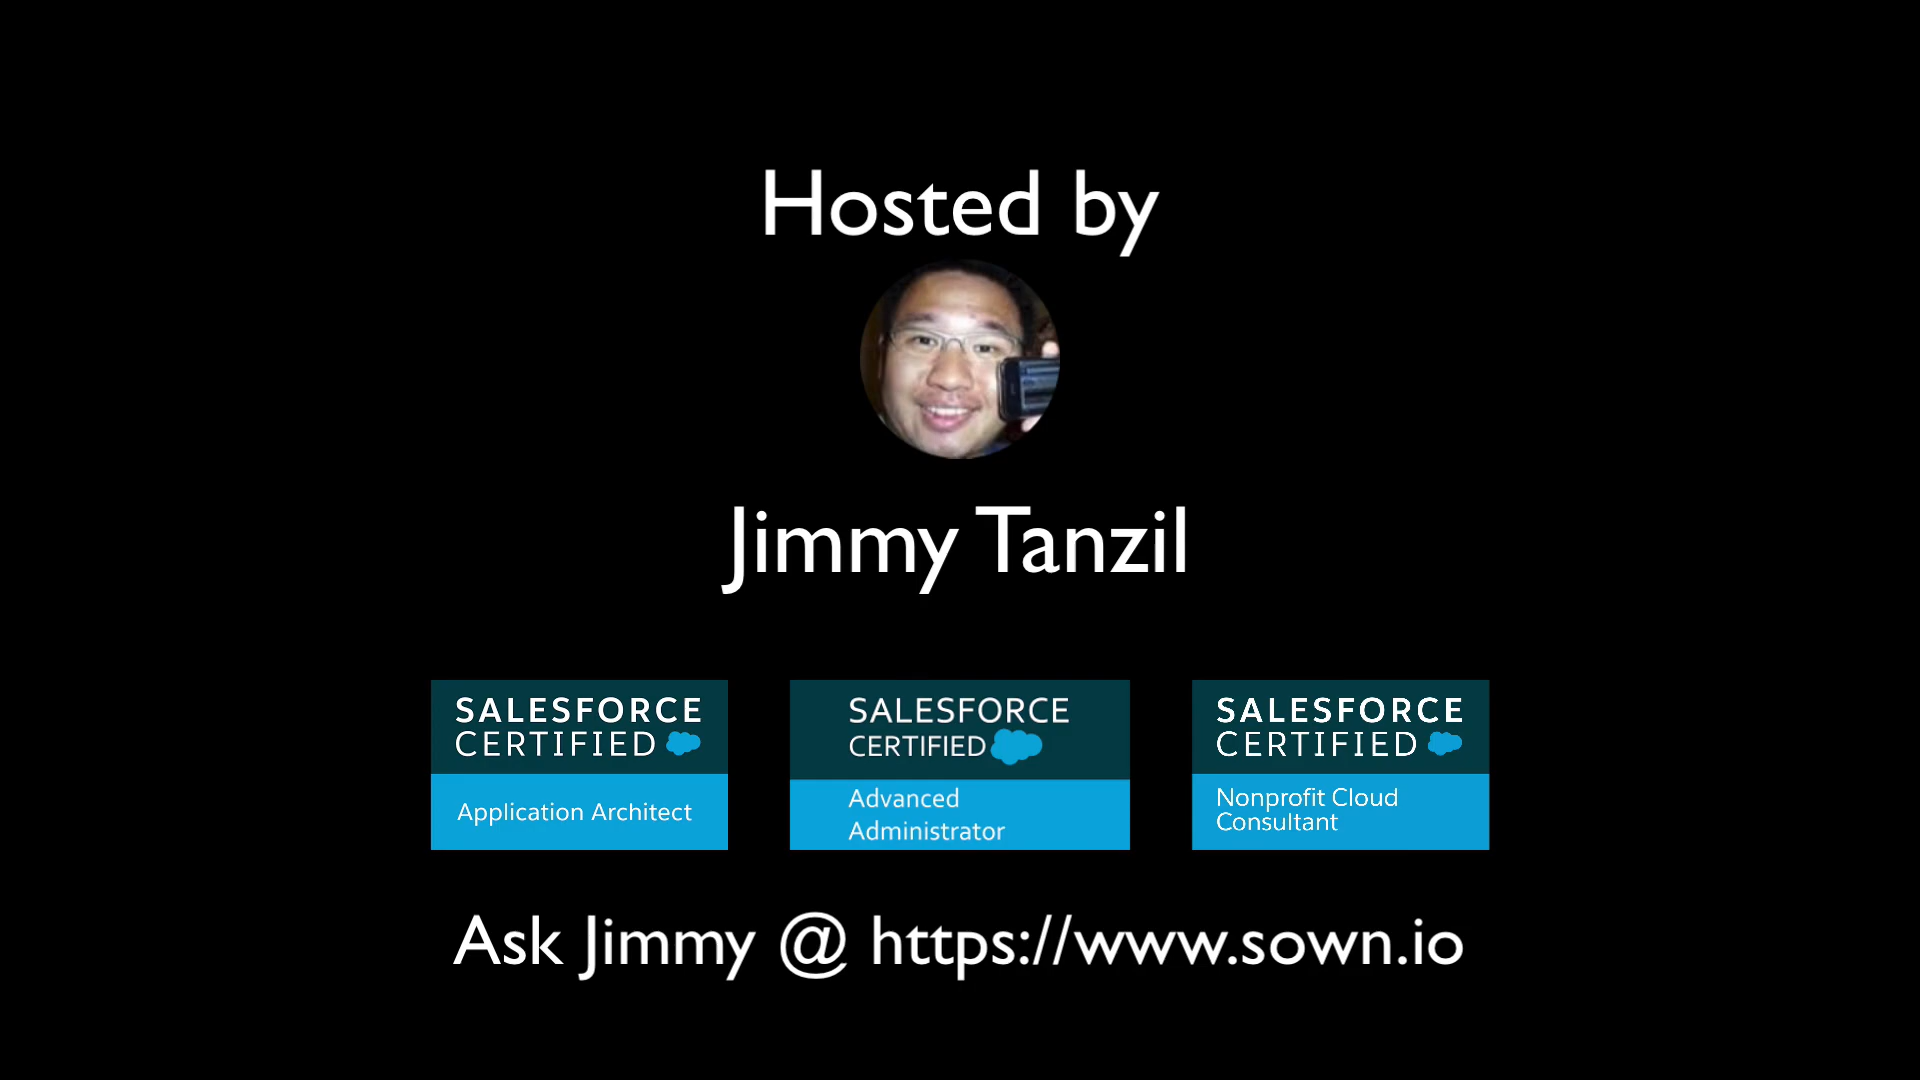 Hosted by
Jimmy Tanzil
SALESFORCE
CERTIFIED
Application Architect
SALESFORCE
CERTIFIED
Advanced
Administrator
SALESFORCE
CERTIFIED
Nonprofit Cloud
Consultant
Ask Jimmy @ https://www.sown.io